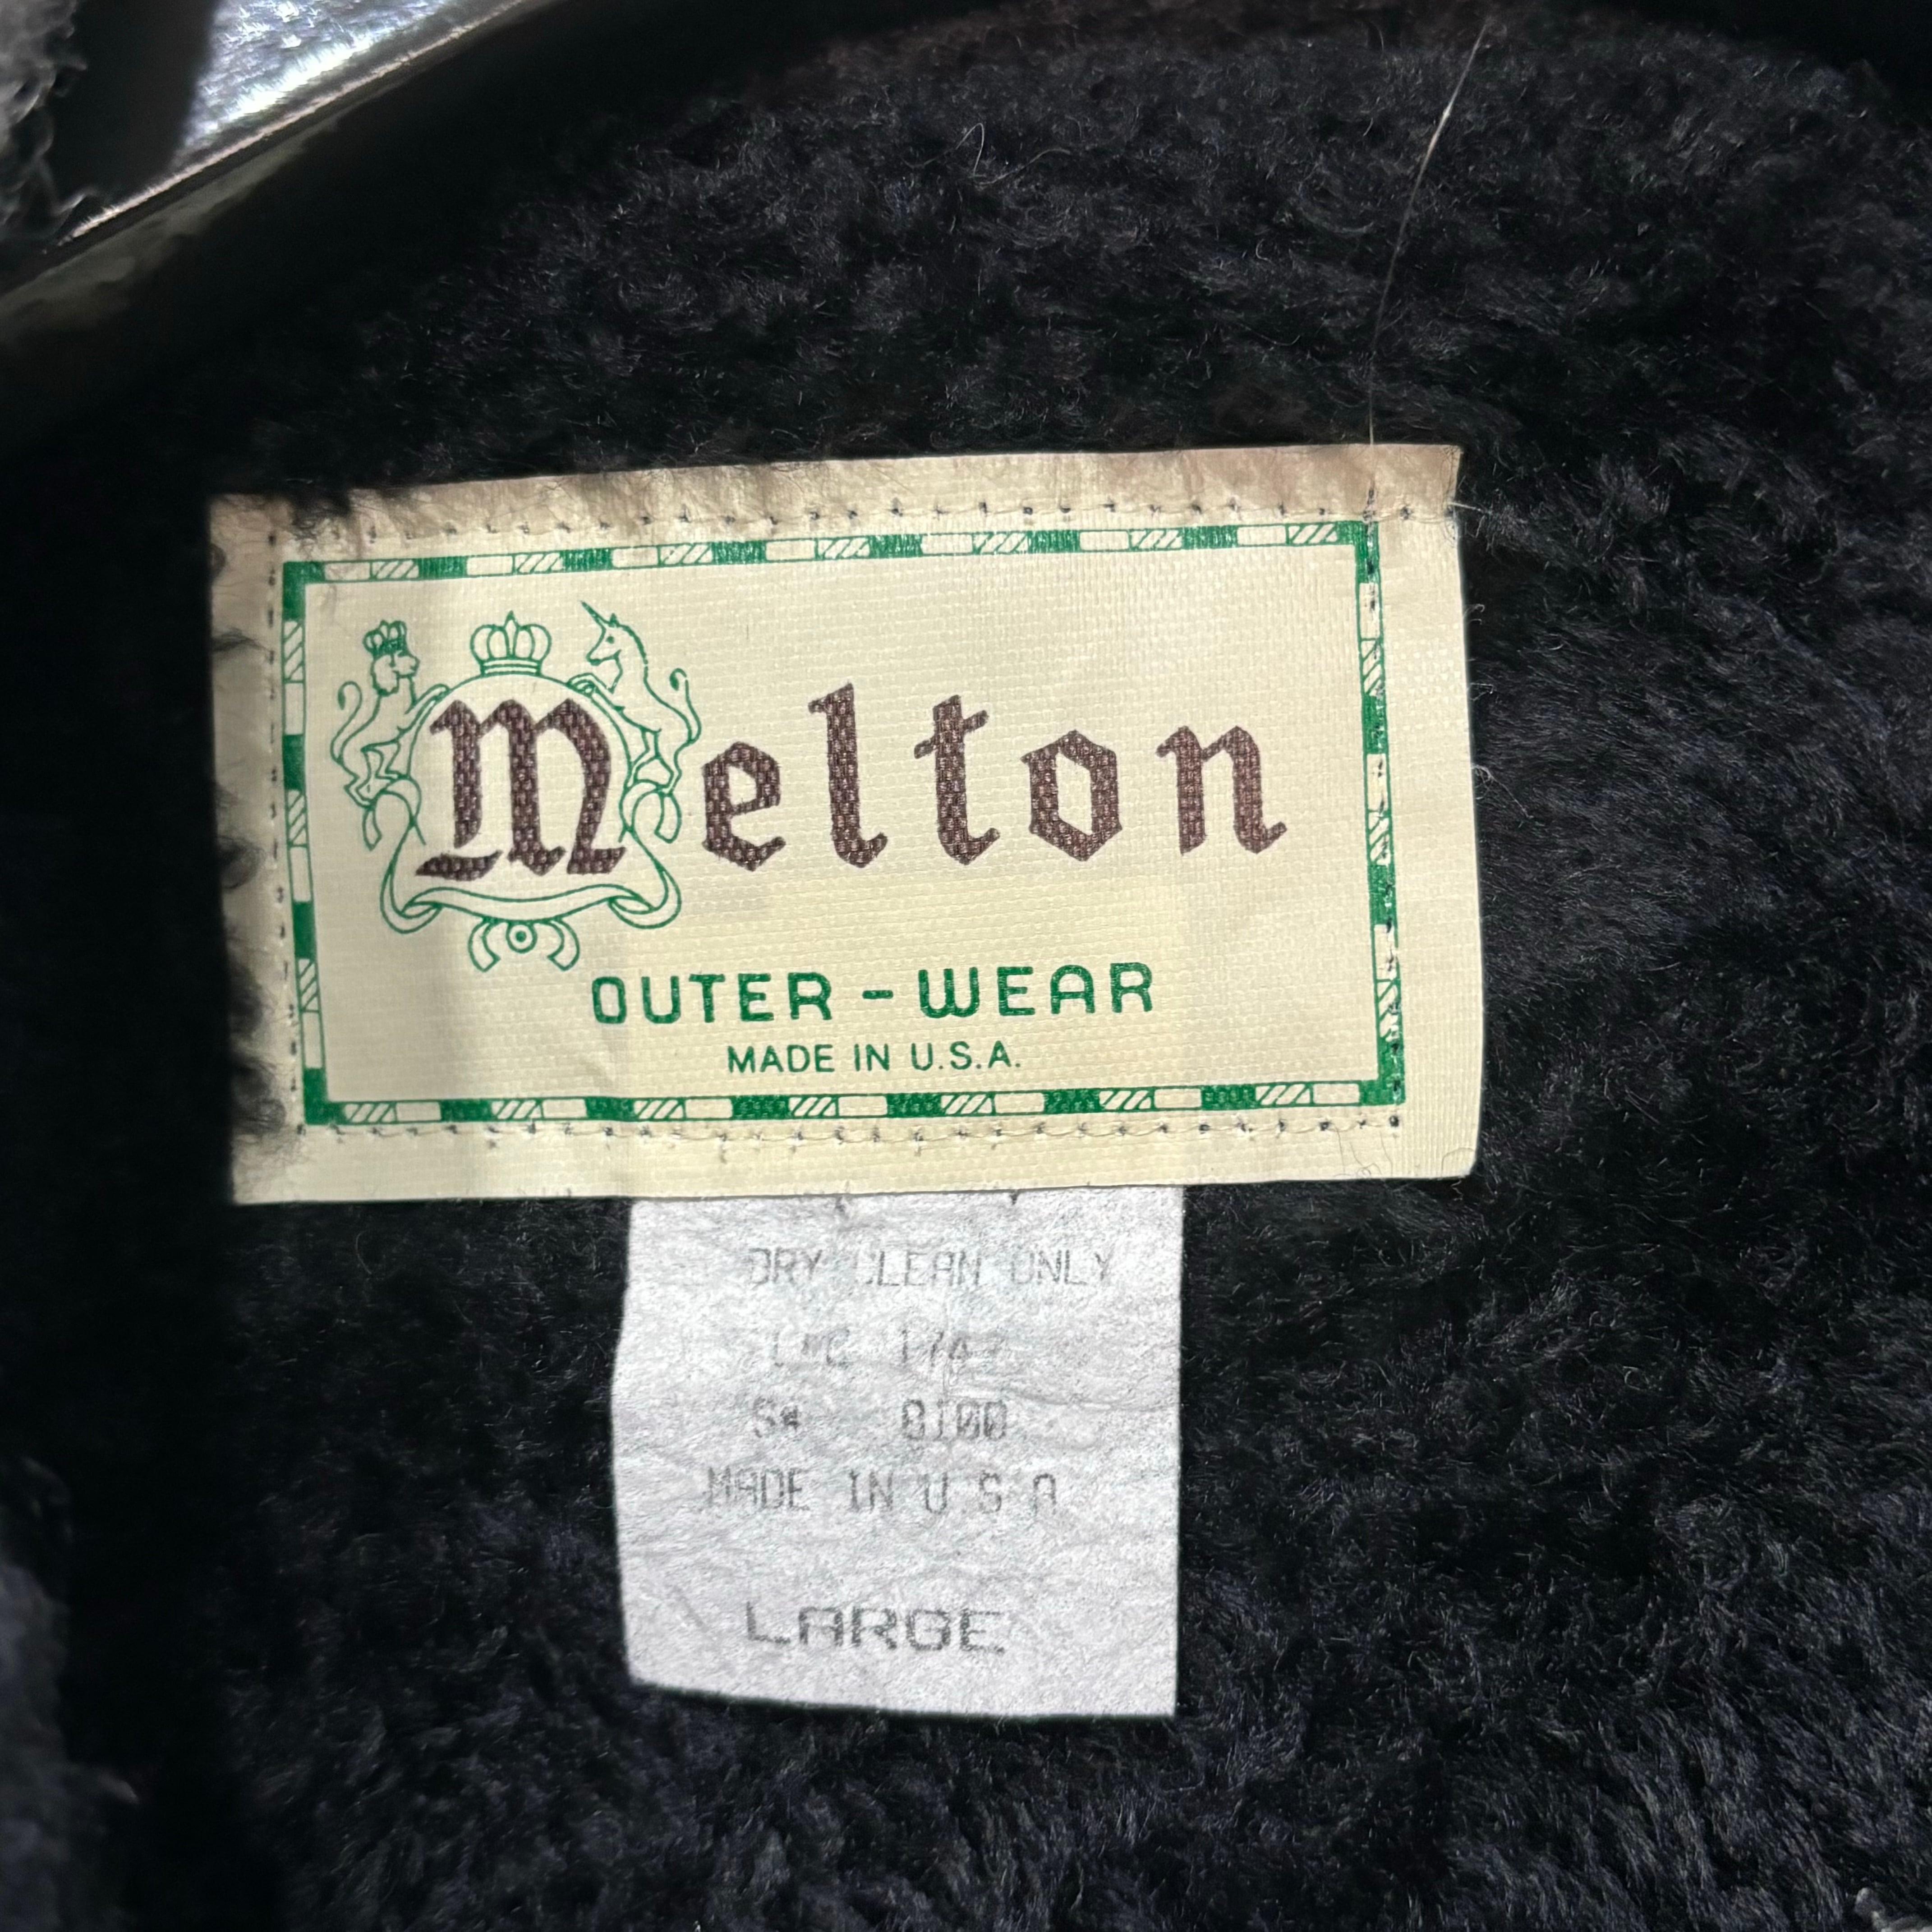 Melton
OUTER-WEAR
MADE IN U.S.A.
DRY CLEAN ONLY
MADE IN U S A
LARGE